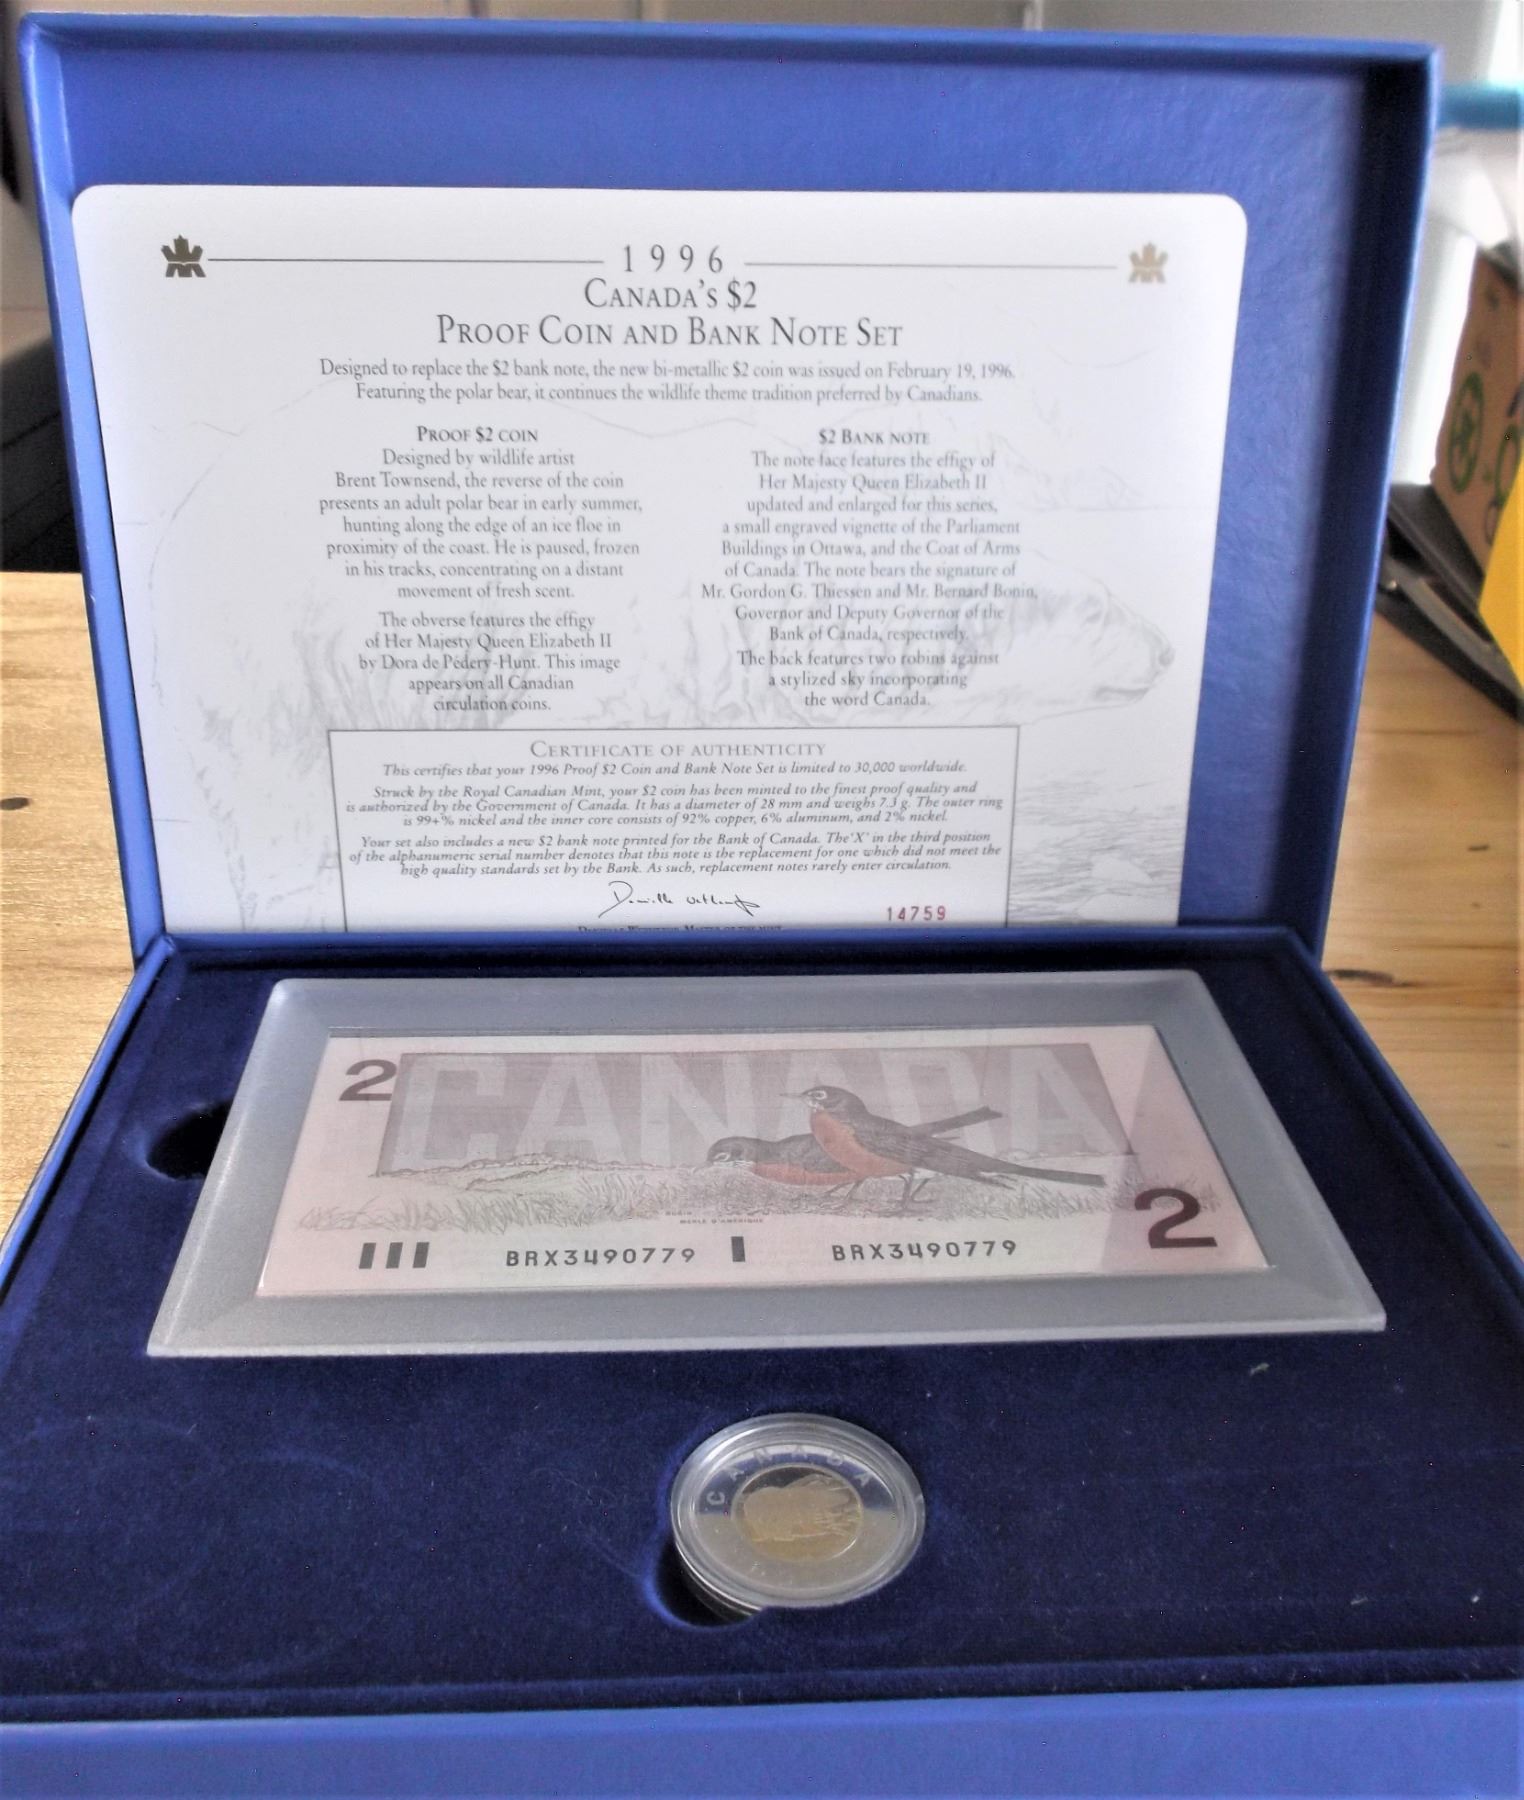 1996
CANADA'S $2
PROOF COIN AND BANK NOTE SET
Designed to replace the $2 bank note, the new bi-metallic $2 coin was issued on February 19, 1996.
Featuring the polar bear, it continues the wildlife theme tradition preferred by Canadians.
PROOF $2 COIN
Designed by wildlife artist
Brent Townsend, the reverse of the coin
presents an adult polar bear in early summer,
hunting along the edge of an ice floe in
proximity of the coast. He is paused, frozen
in his tracks, concentrating on a distant
movement of fresh scent.
The obverse features the effigy
of Her Majesty Queen Elizabeth II
by Dora de Pédery-Hunt. This image
appears on all Canadian
circulation coins.
$2 BANK NOTE
The note face features the effigy of
Her Majesty Queen Elizabeth II
updated and enlarged for this series,
a small engraved vignette of the Parliament
Buildings in Ottawa, and the Coat of Arms
of Canada. The note bears the signature of
Mr. Gordon G. Thiessen and Mr. Bernard Bonin,
Governor and Deputy Governor of the
Bank of Canada, respectively.
The back features two robins against
a stylized sky incorporating
the word Canada.
CERTIFICATE OF AUTHENTICITY
This certifies that your 1996 Proof $2 Coin and Bank Note Set is limited to 30,000 worldwide.
Struck by the Royal Canadian Mint, your $2 coin has been minted to the finest proof quality and
is authorized by the Government of Canada. It has a diameter of 28 mm and weighs 7.3 g. The outer ring
is 99+% nickel and the inner core consists of 92% copper, 6% aluminum, and 2% nickel.
Your set also includes a new $2 bank note printed for the Bank of Canada. The 'X' in the third position
of the alphanumeric serial number denotes that this note is the replacement for one which did not meet the
high quality standards set by the Bank. As such, replacement notes rarely enter circulation.
14759
2
CANADA
ROBIN
MERLE D'AMÉRIQUE
BRX3490779
BRX3490779
2
CANADA